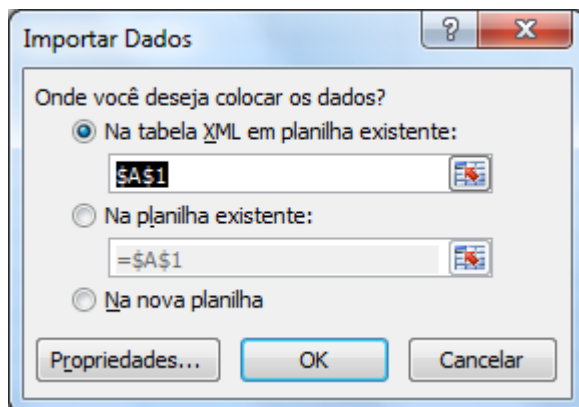 Importar Dados
Onde você deseja colocar os dados?
Na tabela XML em planilha existente:
$A$1
Na planilha existente:
=$A$1
Na nova planilha
Propriedades... OK Cancelar